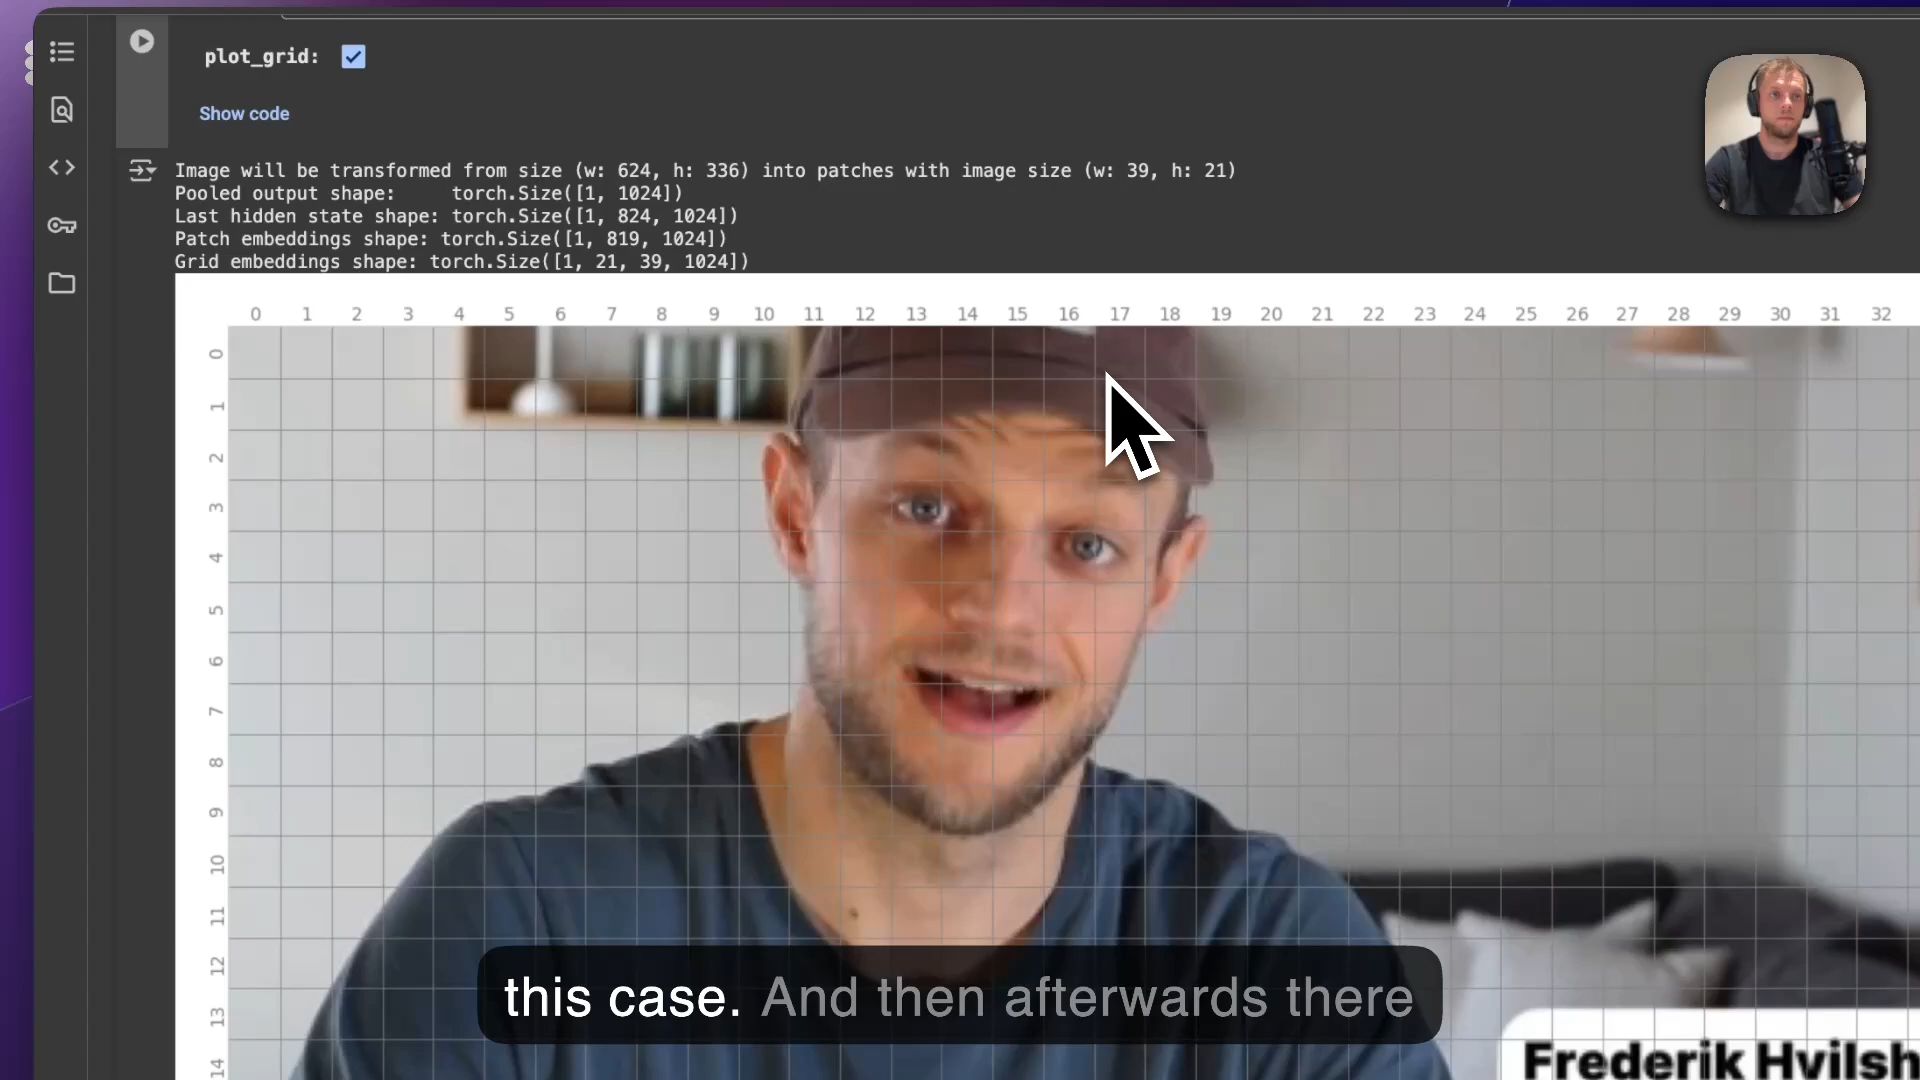 plot_grid:
Show code
Image will be transformed from size (w: 624, h: 336) into patches with image size (w: 39, h: 21)
Pooled output shape:     torch.Size([1, 1024])
Last hidden state shape: torch.Size([1, 824, 1024])
Patch embeddings shape: torch.Size([1, 819, 1024])
Grid embeddings shape: torch.Size([1, 21, 39, 1024])
0 1 2 3 4 5 6 7 8 9 10 11 12 13 14 15 16 17 18 19 20 21 22 23 24 25 26 27 28 29 30 31 32
0
1
2
3
4
5
6
7
8
9
10
11
12
13
14
this case. And then afterwards there
Frederik Hvilsh